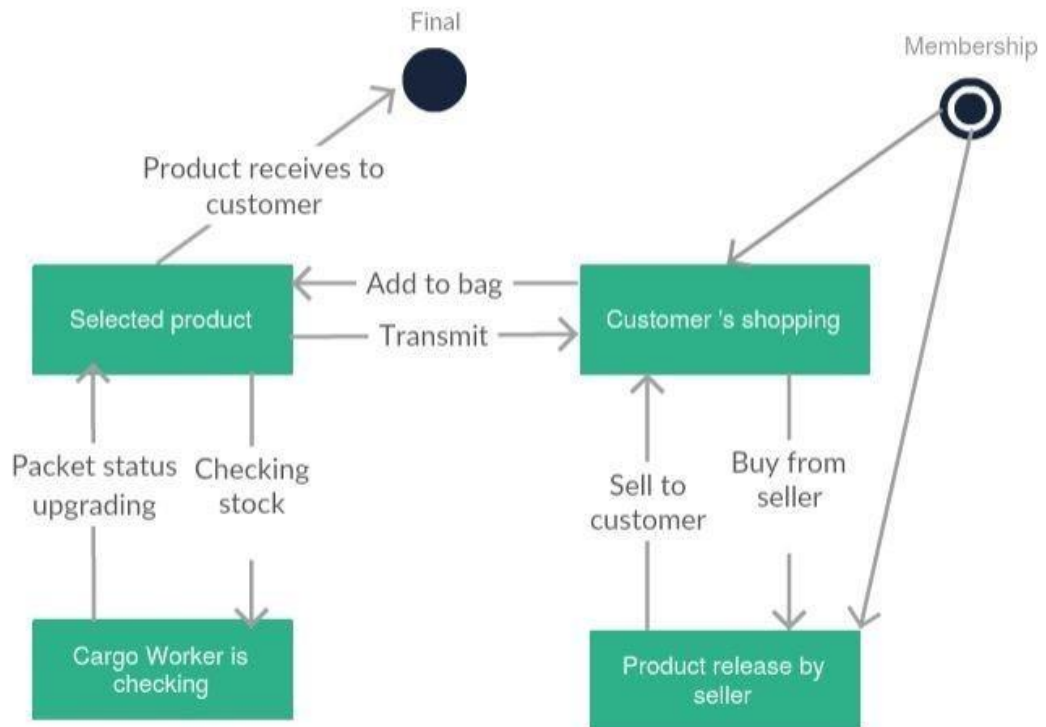 Final
Membership
Product receives to
customer
Selected product
Add to bag
Transmit
Customer 's shopping
Packet status
upgrading
Checking
stock
Sell to
customer
Buy from
seller
Cargo Worker is
checking
Product release by
seller